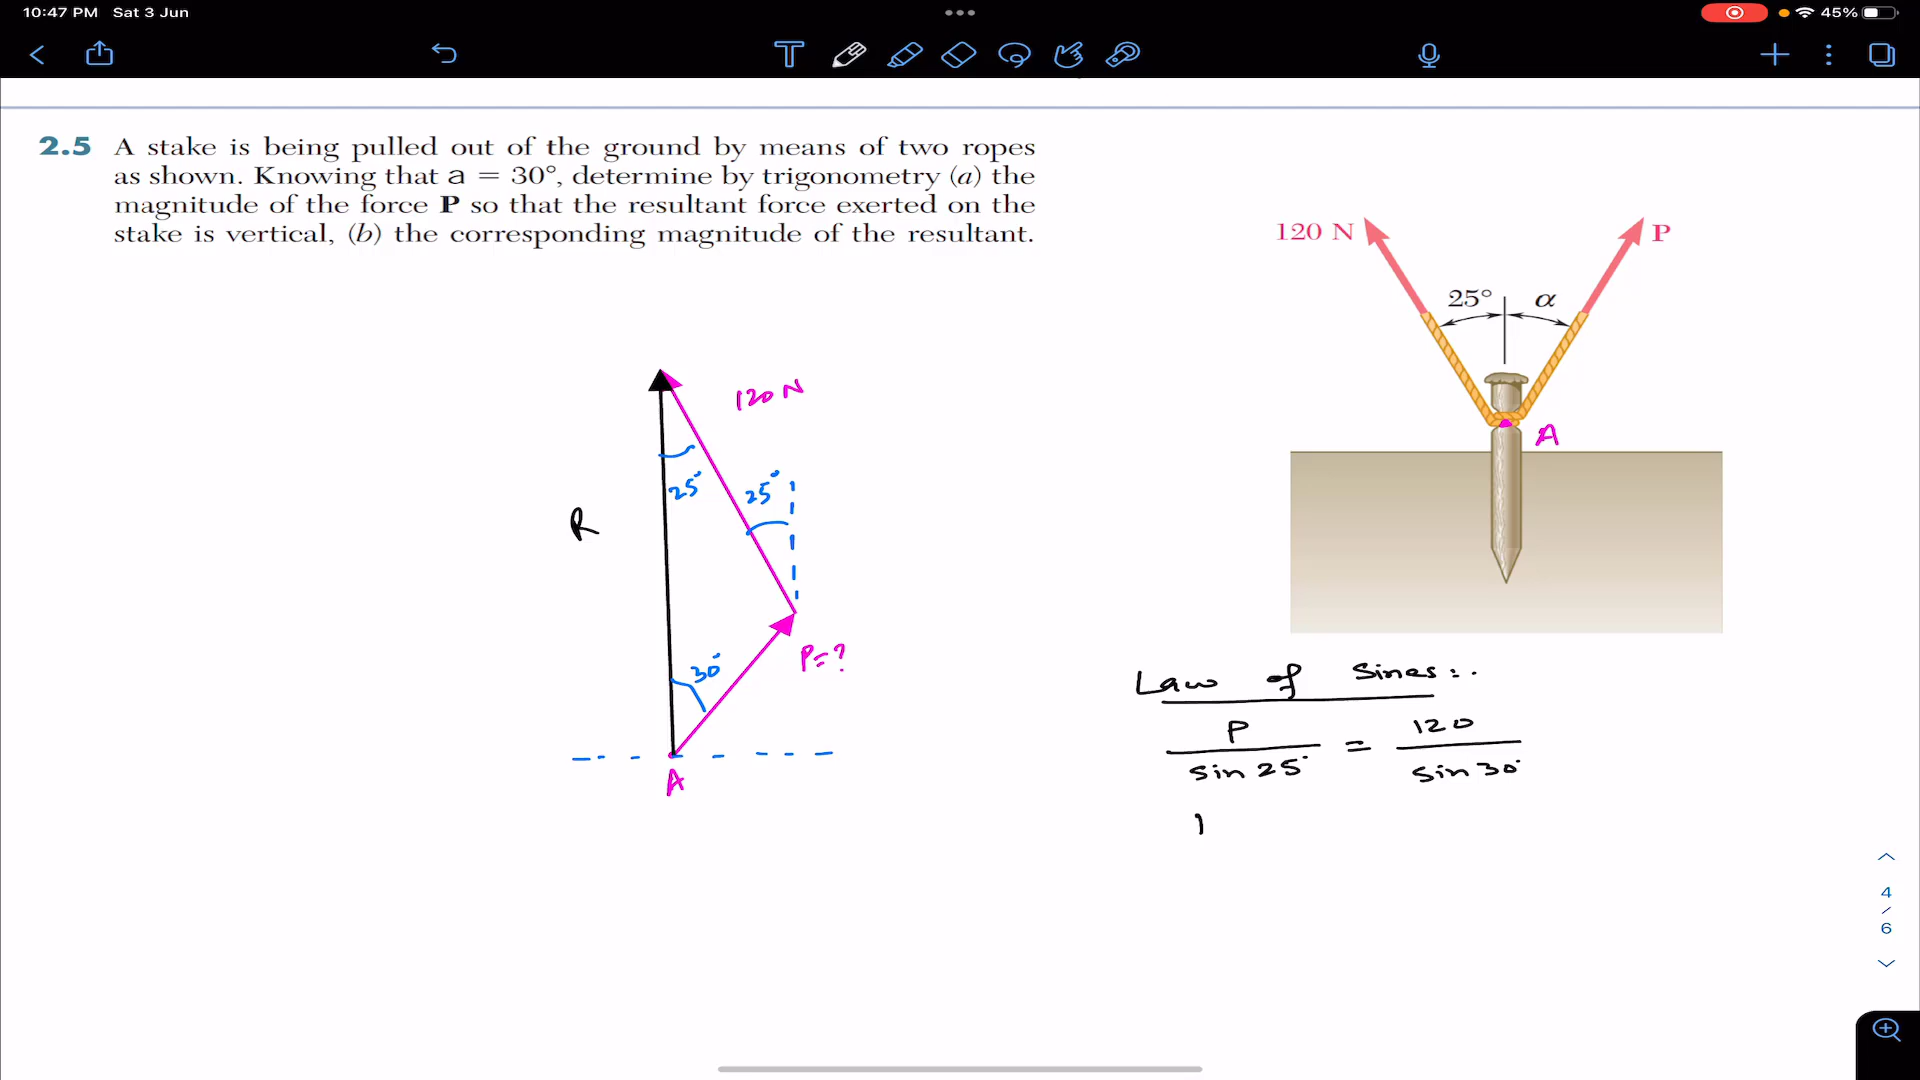 10:47 PM Sat 3 Jun
45%
2.5 A stake is being pulled out of the ground by means of two ropes
as shown. Knowing that a = 30°, determine by trigonometry (a) the
magnitude of the force P so that the resultant force exerted on the
stake is vertical, (b) the corresponding magnitude of the resultant.
120 N
P
25°
α
A
120 N
25°
25°
R
30°
P=?
A
Law of Sines:.
P / sin 25° = 120 / sin 30°
4
/
6